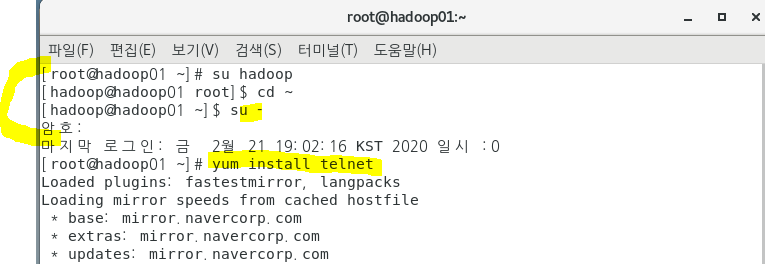 root@hadoop01:~
파일(F) 편집(E) 보기(V) 검색(S) 터미널(T) 도움말(H)
[root@hadoop01 ~]# su hadoop
[hadoop@hadoop01 root]$ cd ~
[hadoop@hadoop01 ~]$ su -
암호:
마지막 로그인: 금 2월 21 19:02:16 KST 2020 일시 :0
[root@hadoop01 ~]# yum install telnet
Loaded plugins: fastestmirror, langpacks
Loading mirror speeds from cached hostfile
* base: mirror.navercorp.com
* extras: mirror.navercorp.com
* updates: mirror.navercorp.com